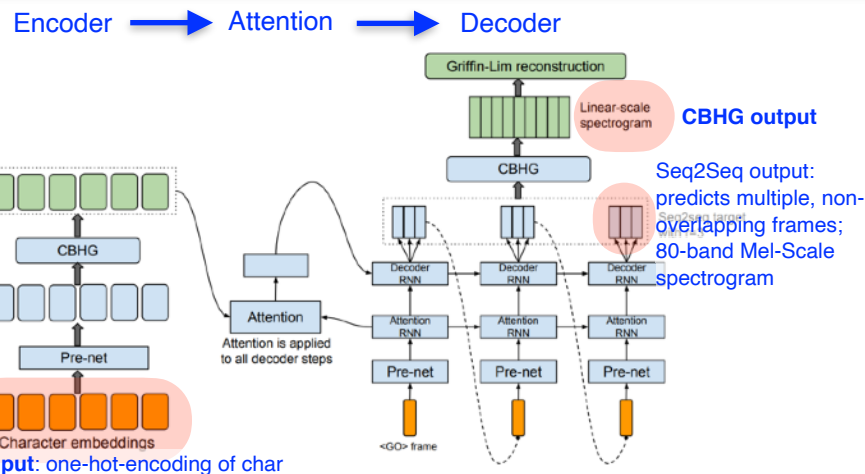 Encoder
Attention
Decoder
Griffin-Lim reconstruction
Linear-scale
spectrogram
CBHG output
CBHG
Seq2Seq output:
predicts multiple, non-
overlapping frames;
80-band Mel-Scale
spectrogram
Seq2seq target
CBHG
Decoder
RNN
Decoder
RNN
Decoder
RNN
Attention
Attention is applied
to all decoder steps
Attention
RNN
Attention
RNN
Attention
RNN
Pre-net
Pre-net
Pre-net
Pre-net
<GO> frame
Character embeddings
put: one-hot-encoding of char